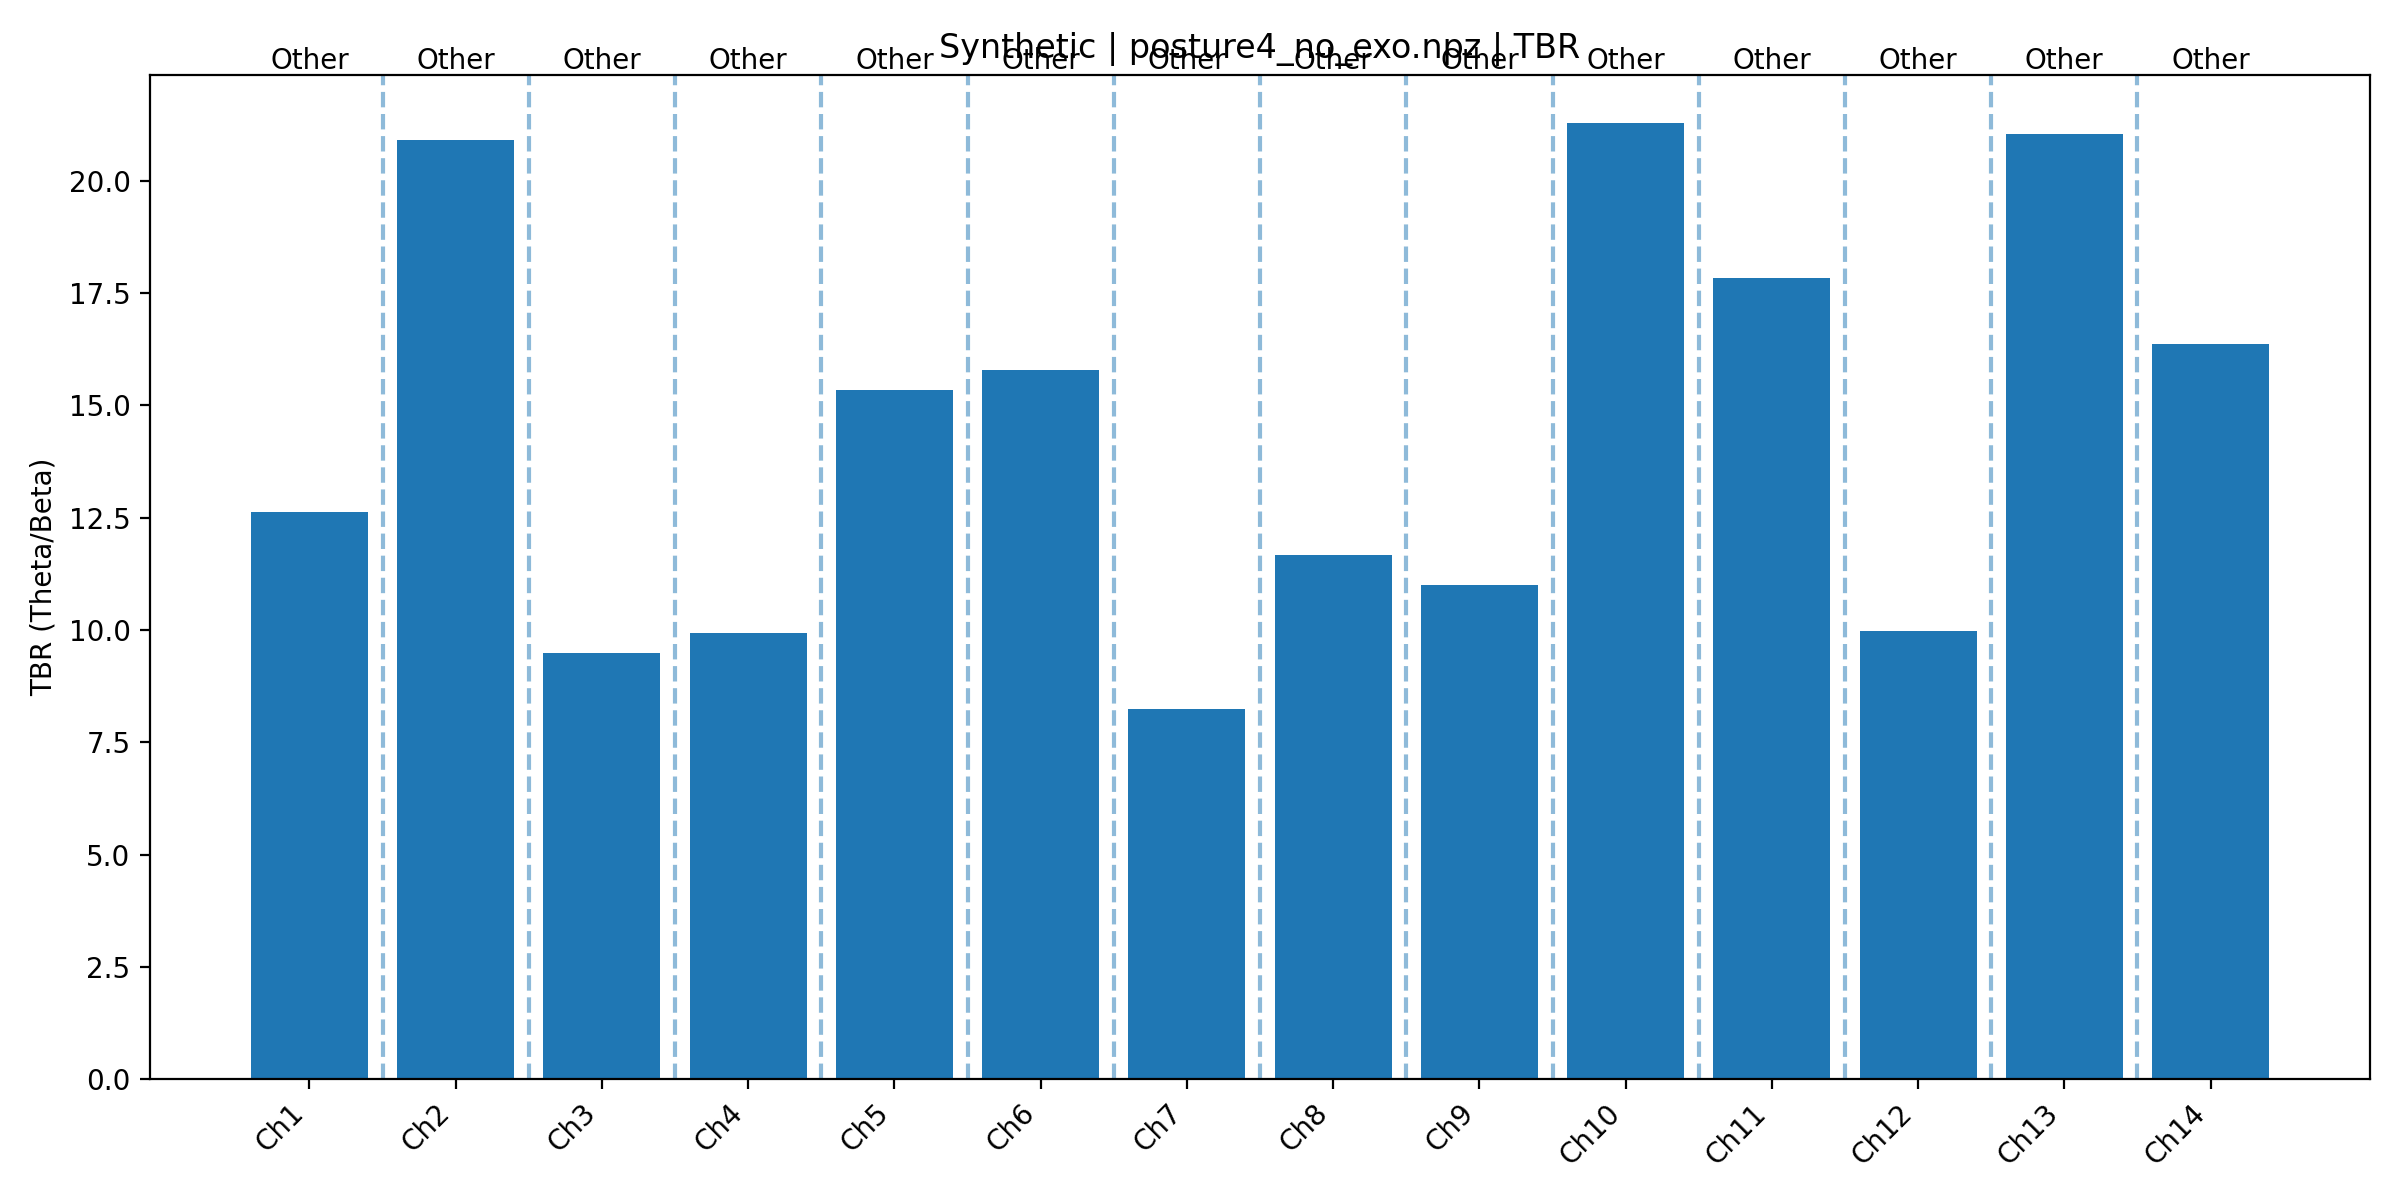 Synthetic | posture4_no_exo.npz | TBR
Other Other Other Other Other Other Other Other Other Other Other Other Other Other
20.0
17.5
15.0
12.5
10.0
7.5
5.0
2.5
0.0
TBR (Theta/Beta)
Ch1 Ch2 Ch3 Ch4 Ch5 Ch6 Ch7 Ch8 Ch9 Ch10 Ch11 Ch12 Ch13 Ch14